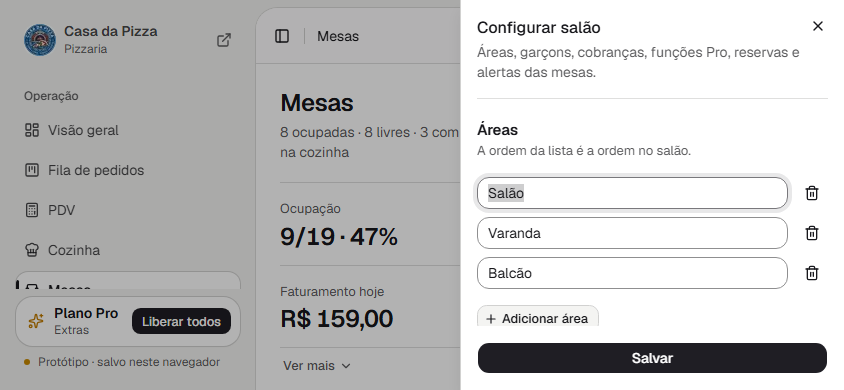 Casa da Pizza
Pizzaria
Operação
Visão geral
Fila de pedidos
PDV
Cozinha
Mesas
Plano Pro
Extras
Liberar todos
Protótipo · salvo neste navegador
Mesas
Mesas
8 ocupadas · 8 livres · 3 com
na cozinha
Ocupação
9/19 · 47%
Faturamento hoje
R$ 159,00
Ver mais
Configurar salão
Áreas, garçons, cobranças, funções Pro, reservas e
alertas das mesas.
Áreas
A ordem da lista é a ordem no salão.
Salão
Varanda
Balcão
Adicionar área
Salvar